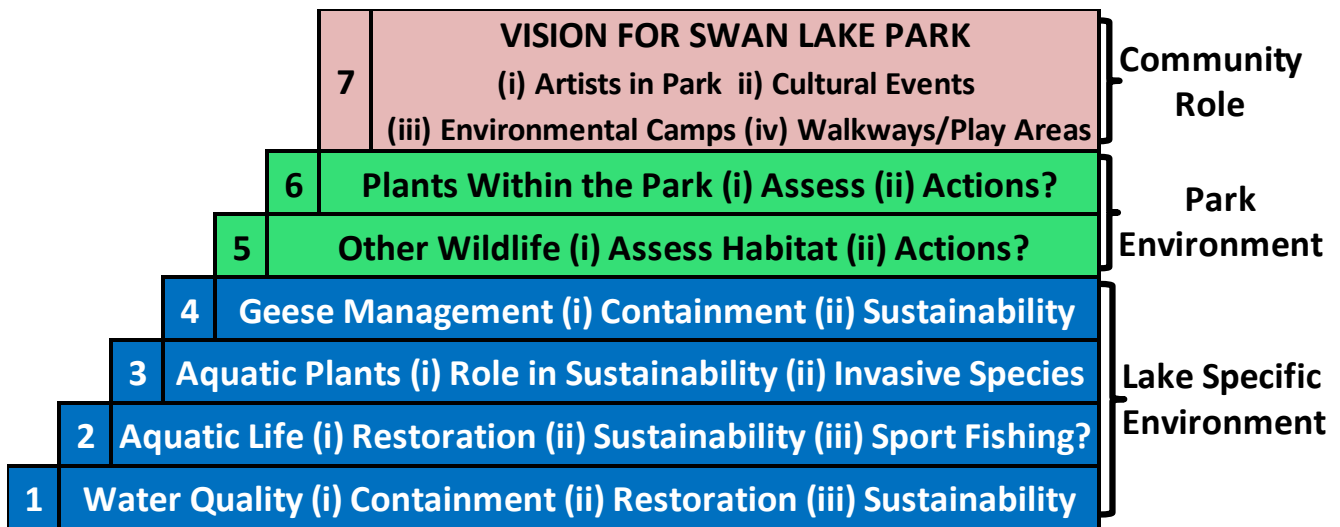 VISION FOR SWAN LAKE PARK
7
(i) Artists in Park ii) Cultural Events
(iii) Environmental Camps (iv) Walkways/Play Areas
Community
Role
6
Plants Within the Park (i) Assess (ii) Actions?
5
Other Wildlife (i) Assess Habitat (ii) Actions?
Park
Environment
4
Geese Management (i) Containment (ii) Sustainability
3
Aquatic Plants (i) Role in Sustainability (ii) Invasive Species
2
Aquatic Life (i) Restoration (ii) Sustainability (iii) Sport Fishing?
1
Water Quality (i) Containment (ii) Restoration (iii) Sustainability
Lake Specific
Environment